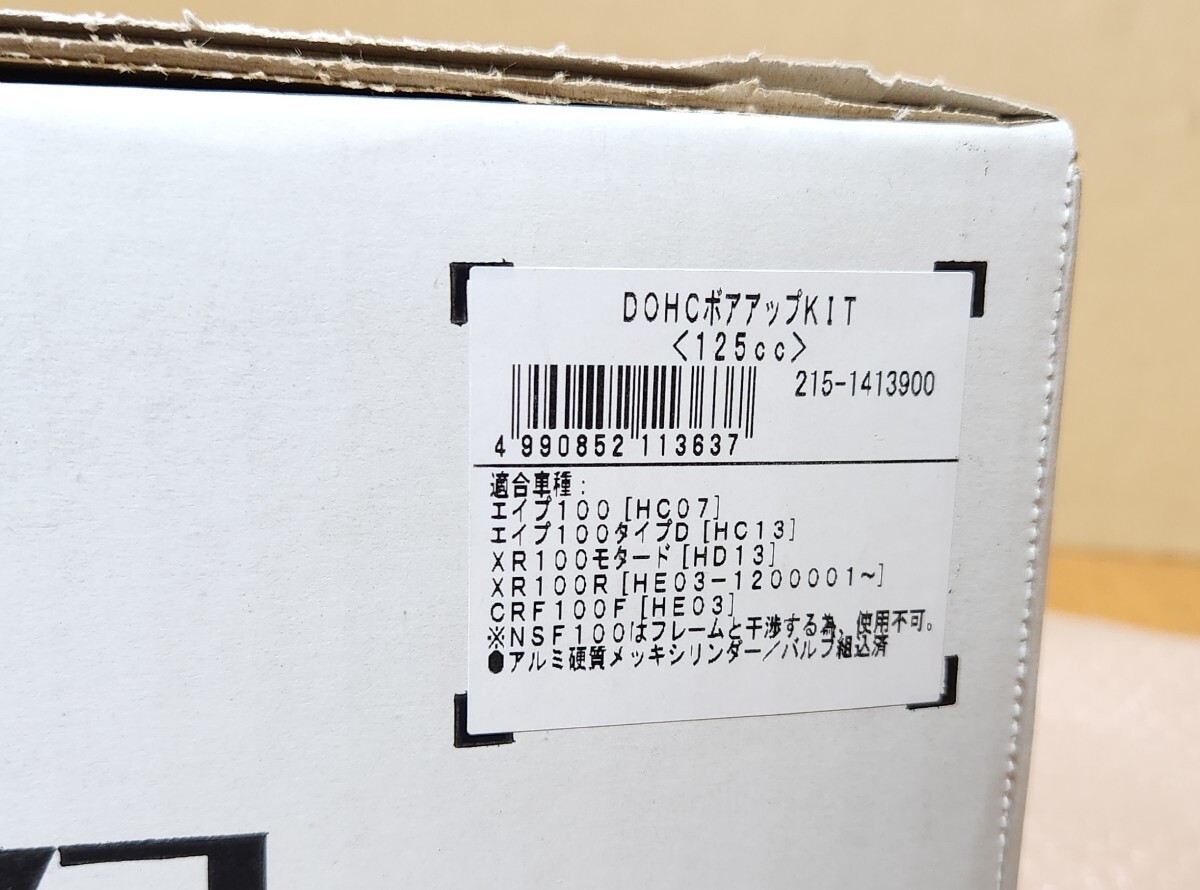 DOHCボアアップKIT
<125cc>
215-1413900
4 990852 113637
適合車種:
エイプ100 [HC07]
エイプ100タイプD [HC13]
XR100モタード [HD13]
XR100R [HE03-1200001~]
CRF100F [HE03]
※NSF100はフレームと干渉する為、使用不可。
●アルミ硬質メッキシリンダー/バルブ組込済